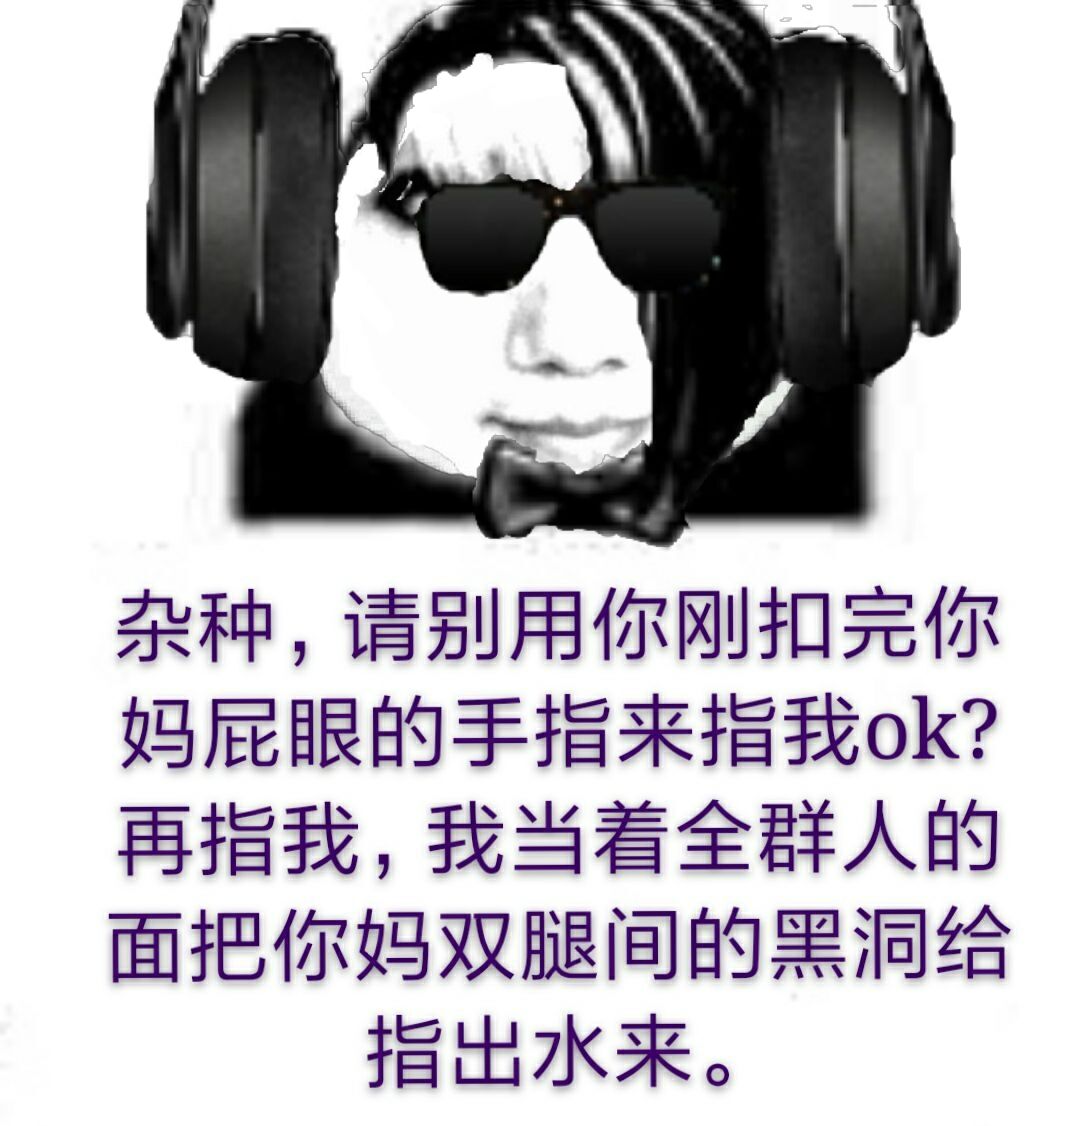 杂种，请别用你刚扣完你
妈屁眼的手指来指我ok?
再指我，我当着全群人的
面把你妈双腿间的黑洞给
指出水来。